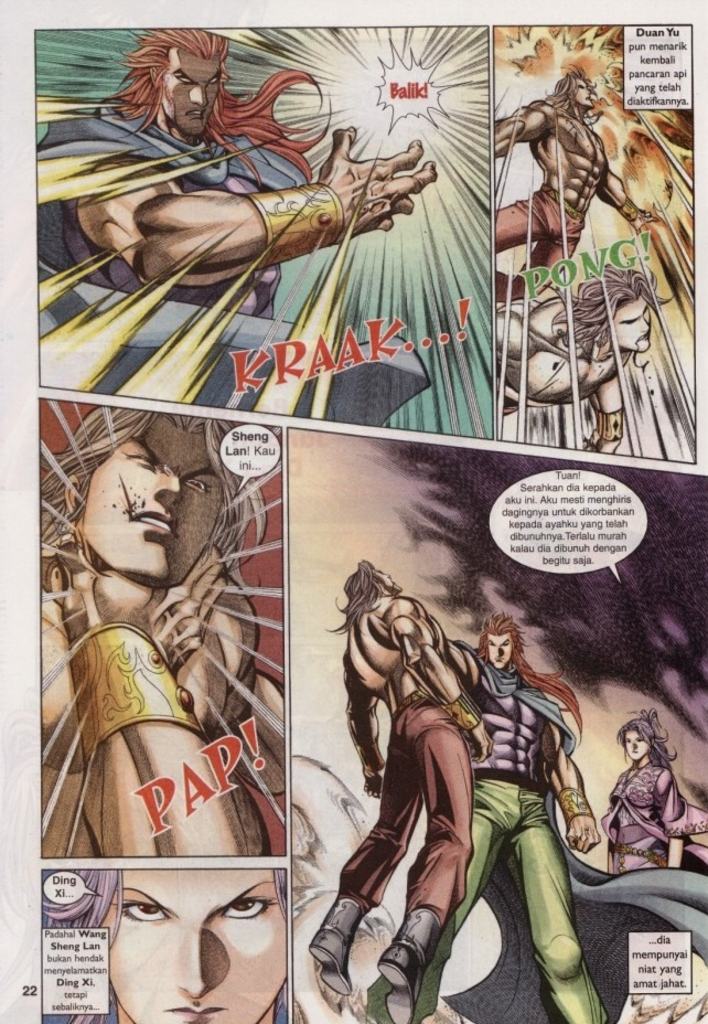 Balik!
Duan Yu
pun menarik
kembali
pancaran api
yang telah
diaktifkannya.
KRAAK...!
PONG!
Sheng
Lan! Kau
ini...
PAP!
Tuan!
Serahkan dia kepada
aku ini. Aku mesti menghiris
dagingnya untuk dikorbankan
kepada ayahku yang telah
dibunuhnya.Terlalu murah
kalau dia dibunuh dengan
begitu saja.
Ding
Xi...
Padahal Wang
Sheng Lan
bukan hendak
menyelamatkan
Ding Xi,
tetapi
sebaliknya...
...dia
mempunyai
niat yang
amat jahat.
22